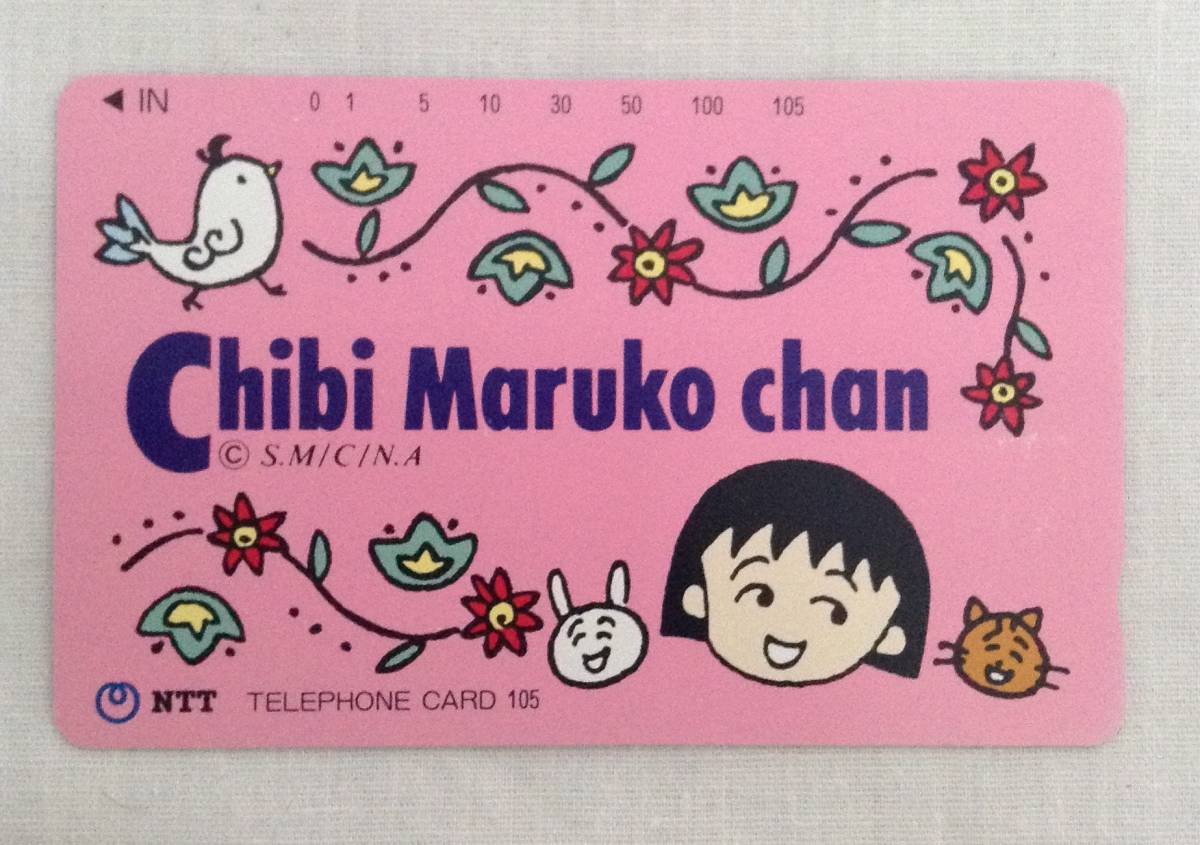 ◀ IN 0 1 5 10 30 50 100 105
Chibi Maruko chan
© S.M/C/N.A
NTT TELEPHONE CARD 105